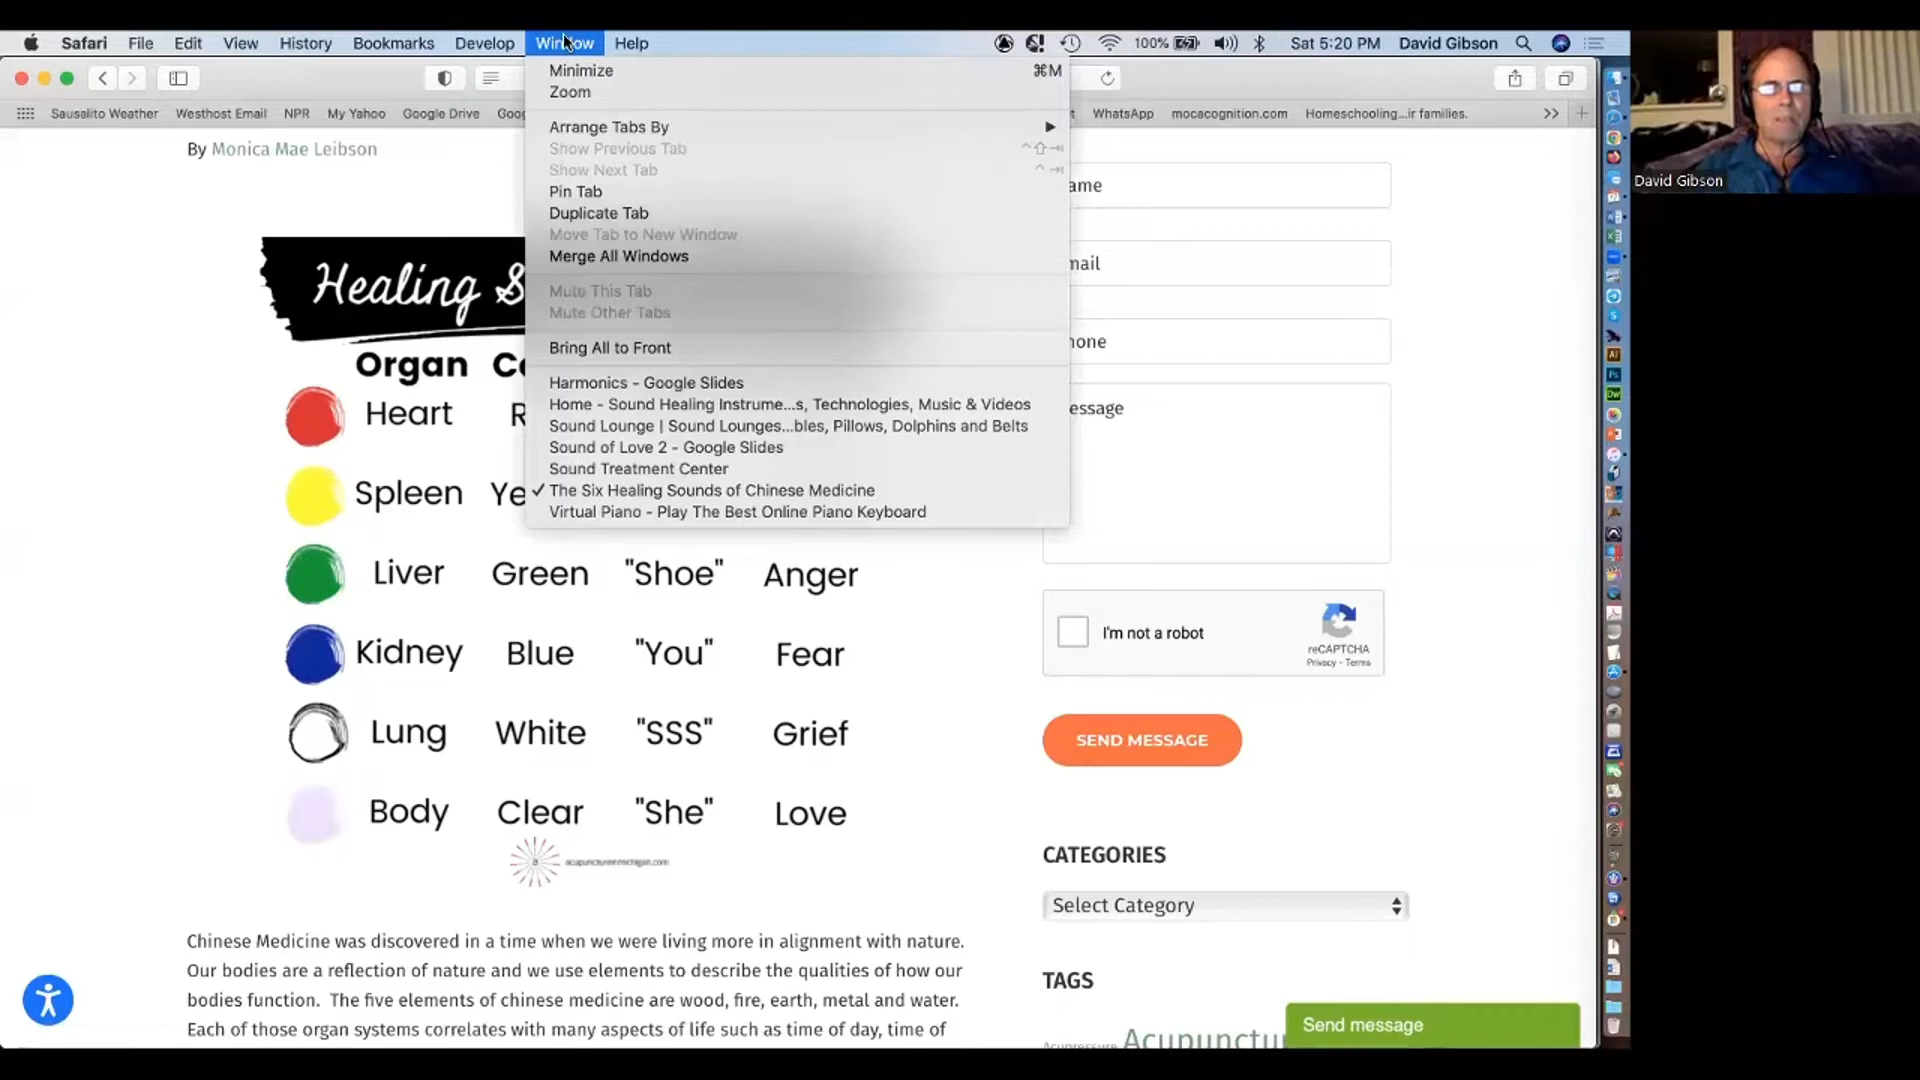 Safari File Edit View History Bookmarks Develop Window Help
100% Sat 5:20 PM David Gibson
Sausalito Weather Westhost Email NPR My Yahoo Google Drive Goog
WhatsApp mocacognition.com Homeschooling...ir families. >>
Minimize ⌘M
Zoom
Arrange Tabs By
Show Previous Tab
Show Next Tab
Pin Tab
Duplicate Tab
Move Tab to New Window
Merge All Windows
Mute This Tab
Mute Other Tabs
Bring All to Front
Harmonics - Google Slides
Home - Sound Healing Instrume...s, Technologies, Music & Videos
Sound Lounge | Sound Lounges...bles, Pillows, Dolphins and Belts
Sound of Love 2 - Google Slides
Sound Treatment Center
✓ The Six Healing Sounds of Chinese Medicine
Virtual Piano - Play The Best Online Piano Keyboard
David Gibson
By Monica Mae Leibson
Healing S
Organ Co
Heart R
Spleen Ye
Liver Green "Shoe" Anger
Kidney Blue "You" Fear
Lung White "SSS" Grief
Body Clear "She" Love
acupunctureinmichigan.com
Chinese Medicine was discovered in a time when we were living more in alignment with nature.
Our bodies are a reflection of nature and we use elements to describe the qualities of how our
bodies function. The five elements of chinese medicine are wood, fire, earth, metal and water.
Each of those organ systems correlates with many aspects of life such as time of day, time of
ame
mail
hone
essage
I'm not a robot
reCAPTCHA
Privacy - Terms
SEND MESSAGE
CATEGORIES
Select Category
TAGS
Acupressure Acupunctu
Send message